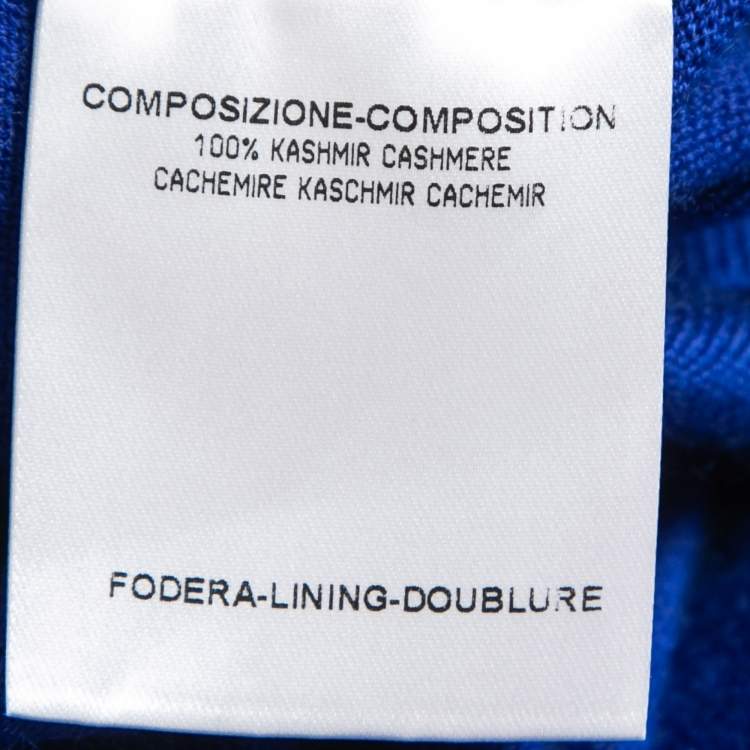 COMPOSIZIONE-COMPOSITION
100% KASHMIR CASHMERE
CACHEMIRE KASCHMIR CACHEMIR
FODERA-LINING-DOUBLURE